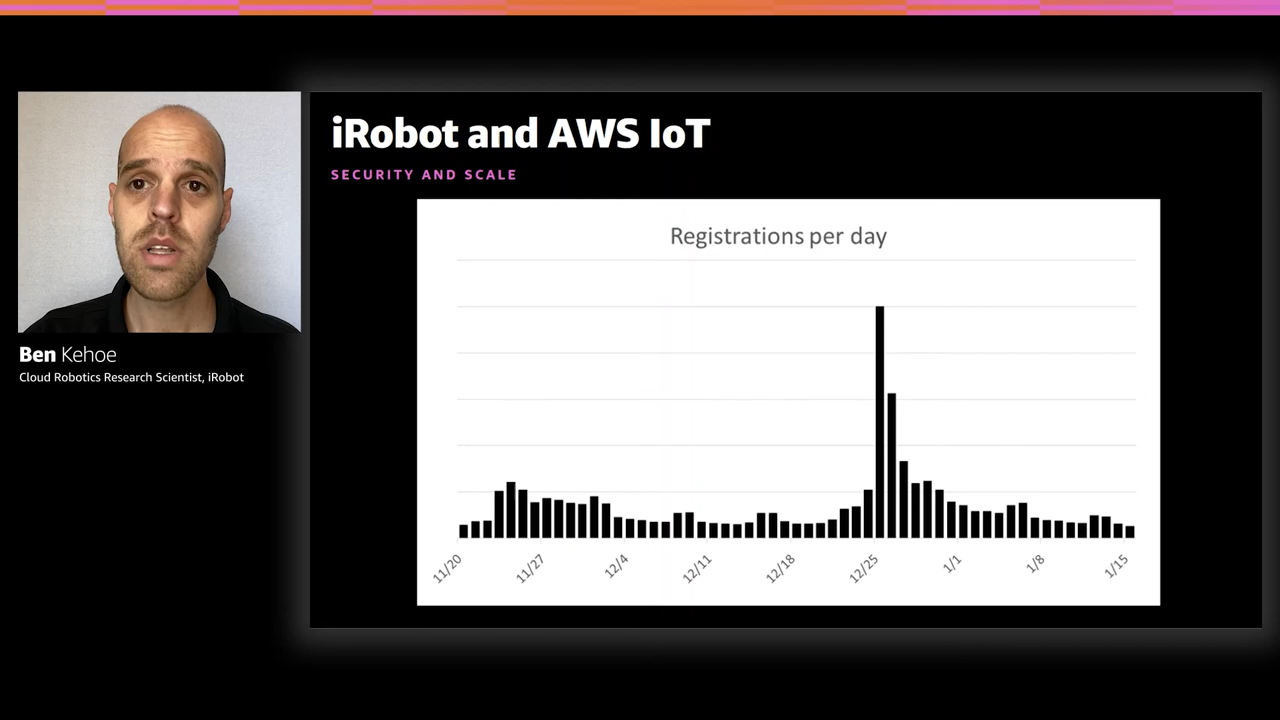 iRobot and AWS IoT
SECURITY AND SCALE
Registrations per day
11/20
11/27
12/4
12/11
12/18
12/25
1/1
1/8
1/15
Ben Kehoe
Cloud Robotics Research Scientist, iRobot